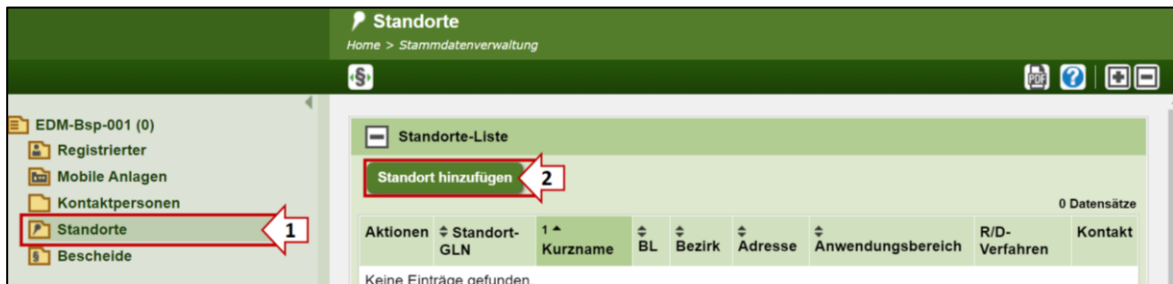 Standorte
Home > Stammdatenverwaltung
§
PDF ?
EDM-Bsp-001 (0)
Registrierter
Mobile Anlagen
Kontaktpersonen
Standorte 1
Bescheide
Standorte-Liste
Standort hinzufügen 2
0 Datensätze
Aktionen Standort-GLN 1 Kurzname BL Bezirk Adresse Anwendungsbereich R/D-Verfahren Kontakt
Keine Einträge gefunden.